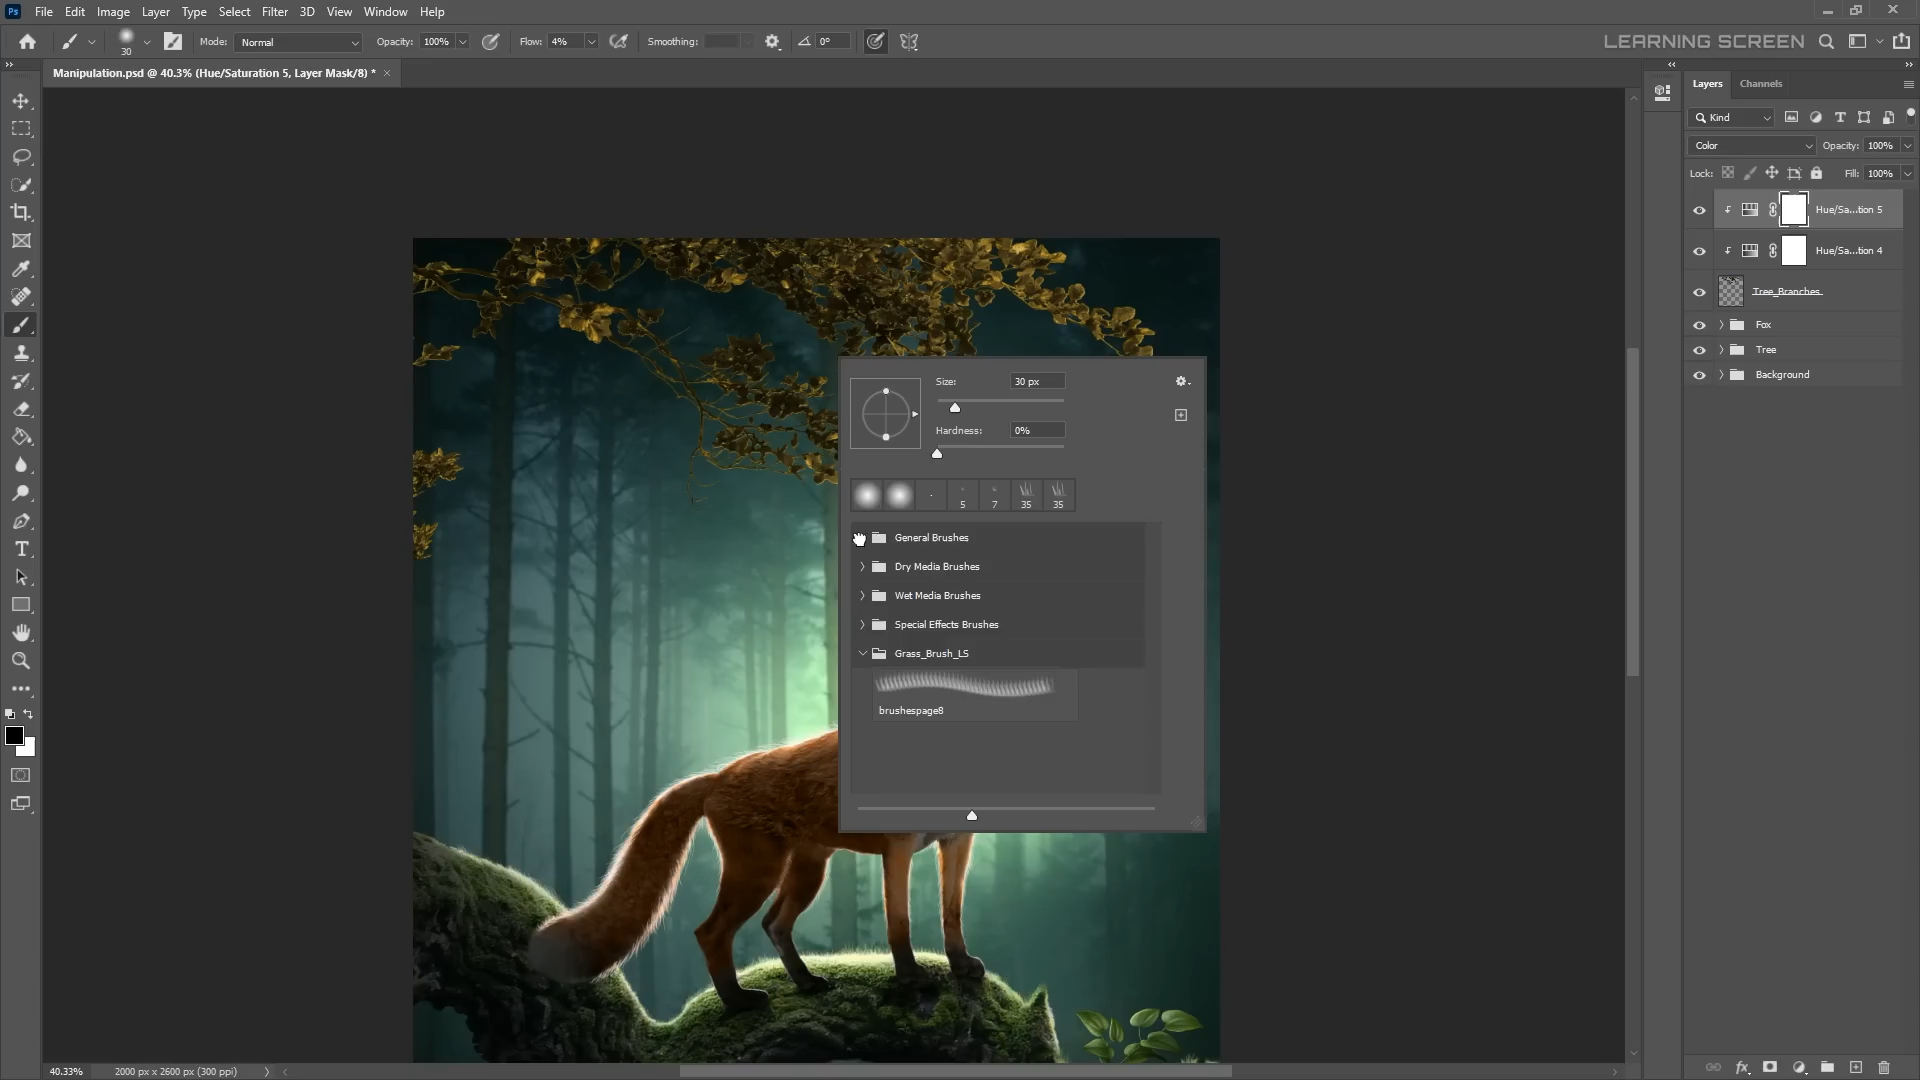 Ps File Edit Image Layer Type Select Filter 3D View Window Help
30 Mode: Normal Opacity: 100% Flow: 4% Smoothing: 0° LEARNING SCREEN
Manipulation.psd @ 40.3% (Hue/Saturation 5, Layer Mask/8) *
Layers Channels
Kind
Color Opacity: 100%
Lock: Fill: 100%
Hue/Sa...tion 5
Hue/Sa...tion 4
Tree_Branches
Fox
Tree
Background
Size: 30 px
Hardness: 0%
5 7 35 35
General Brushes
Dry Media Brushes
Wet Media Brushes
Special Effects Brushes
Grass_Brush_LS
brushespage8
40.33% 2000 px x 2600 px (300 ppi)